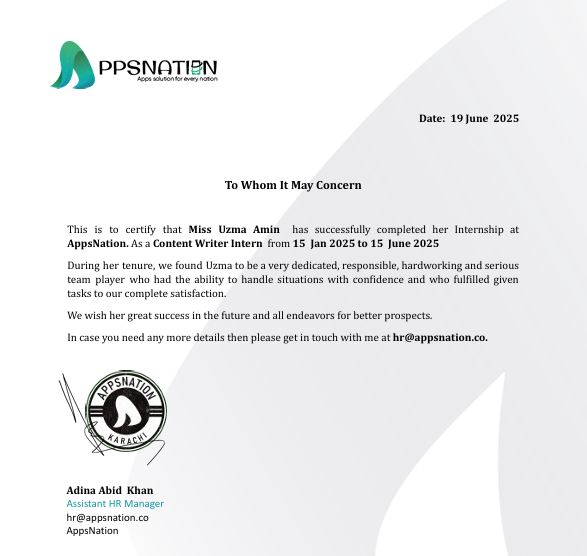 PPSNATION
Apps solution for every nation
Date: 19 June 2025
To Whom It May Concern
This is to certify that Miss Uzma Amin has successfully completed her Internship at
AppsNation. As a Content Writer Intern from 15 Jan 2025 to 15 June 2025
During her tenure, we found Uzma to be a very dedicated, responsible, hardworking and serious
team player who had the ability to handle situations with confidence and who fulfilled given
tasks to our complete satisfaction.
We wish her great success in the future and all endeavors for better prospects.
In case you need any more details then please get in touch with me at hr@appsnation.co.
APPSNATION
KARACHI
Adina Abid Khan
Assistant HR Manager
hr@appsnation.co
AppsNation